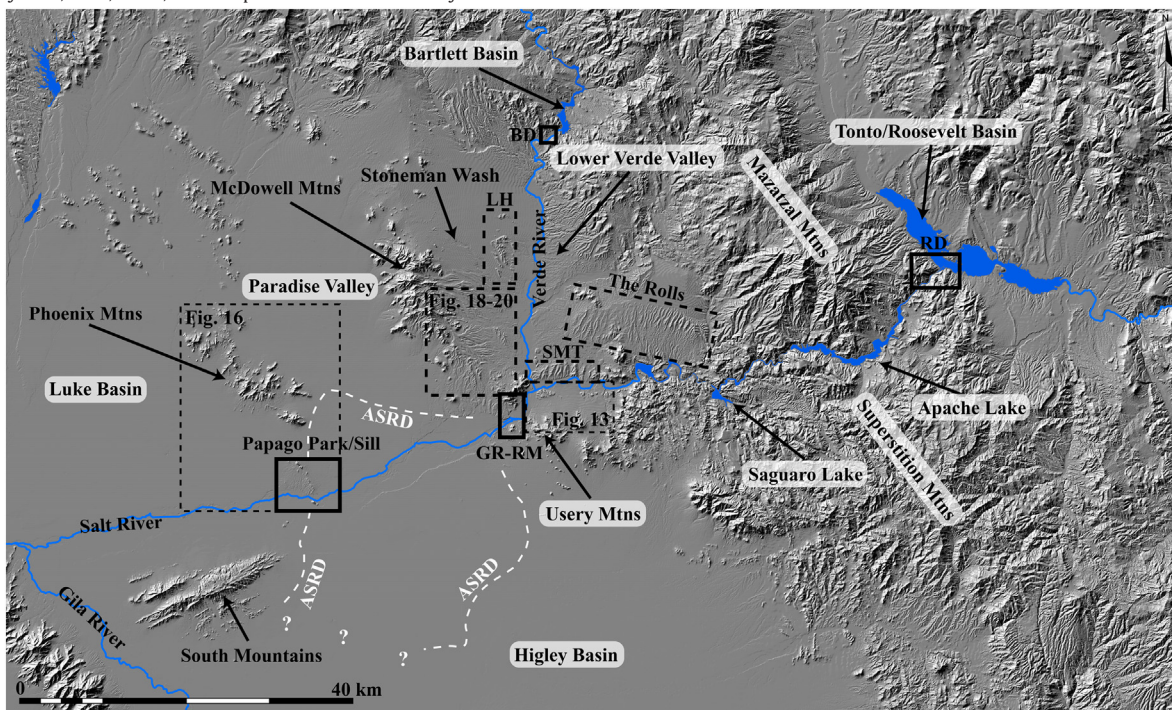 Bartlett Basin
BD
Tonto/Roosevelt Basin
Lower Verde Valley
Stoneman Wash
McDowell Mtns
LH
Mazatzal Mtns
RD
Verde River
The Rolls
Paradise Valley
Fig. 18-20
Phoenix Mtns
Fig. 16
SMT
Luke Basin
ASRD
Fig. 13
Apache Lake
Papago Park/Sill
GR-RM
Saguaro Lake
Superstition Mtns
Usery Mtns
Salt River
ASRD
ASRD
Gila River
?
?
?
South Mountains
Higley Basin
0
40 km